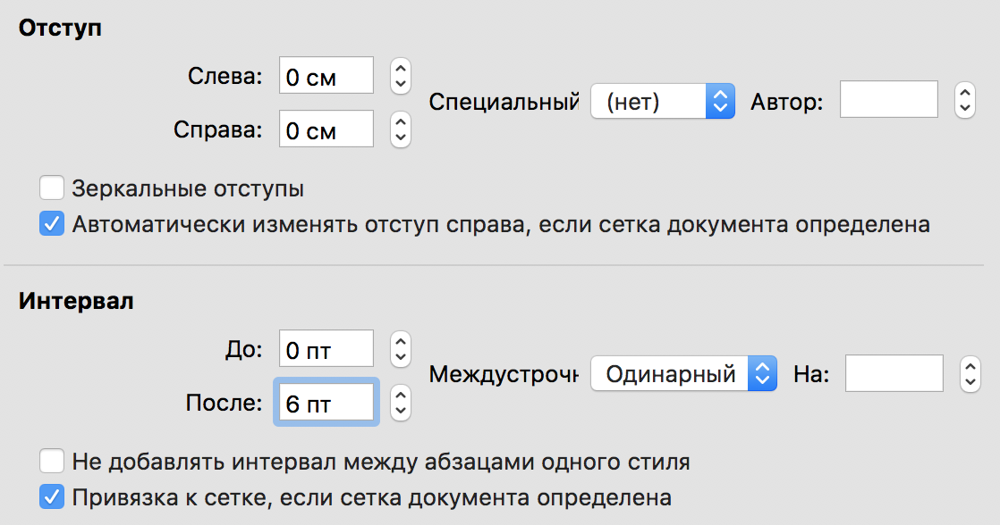 Отступ
Слева: 0 см
Специальный (нет) Автор:
Справа: 0 см
Зеркальные отступы
Автоматически изменять отступ справа, если сетка документа определена
Интервал
До: 0 пт
Междустрочн Одинарный На:
После: 6 пт
Не добавлять интервал между абзацами одного стиля
Привязка к сетке, если сетка документа определена